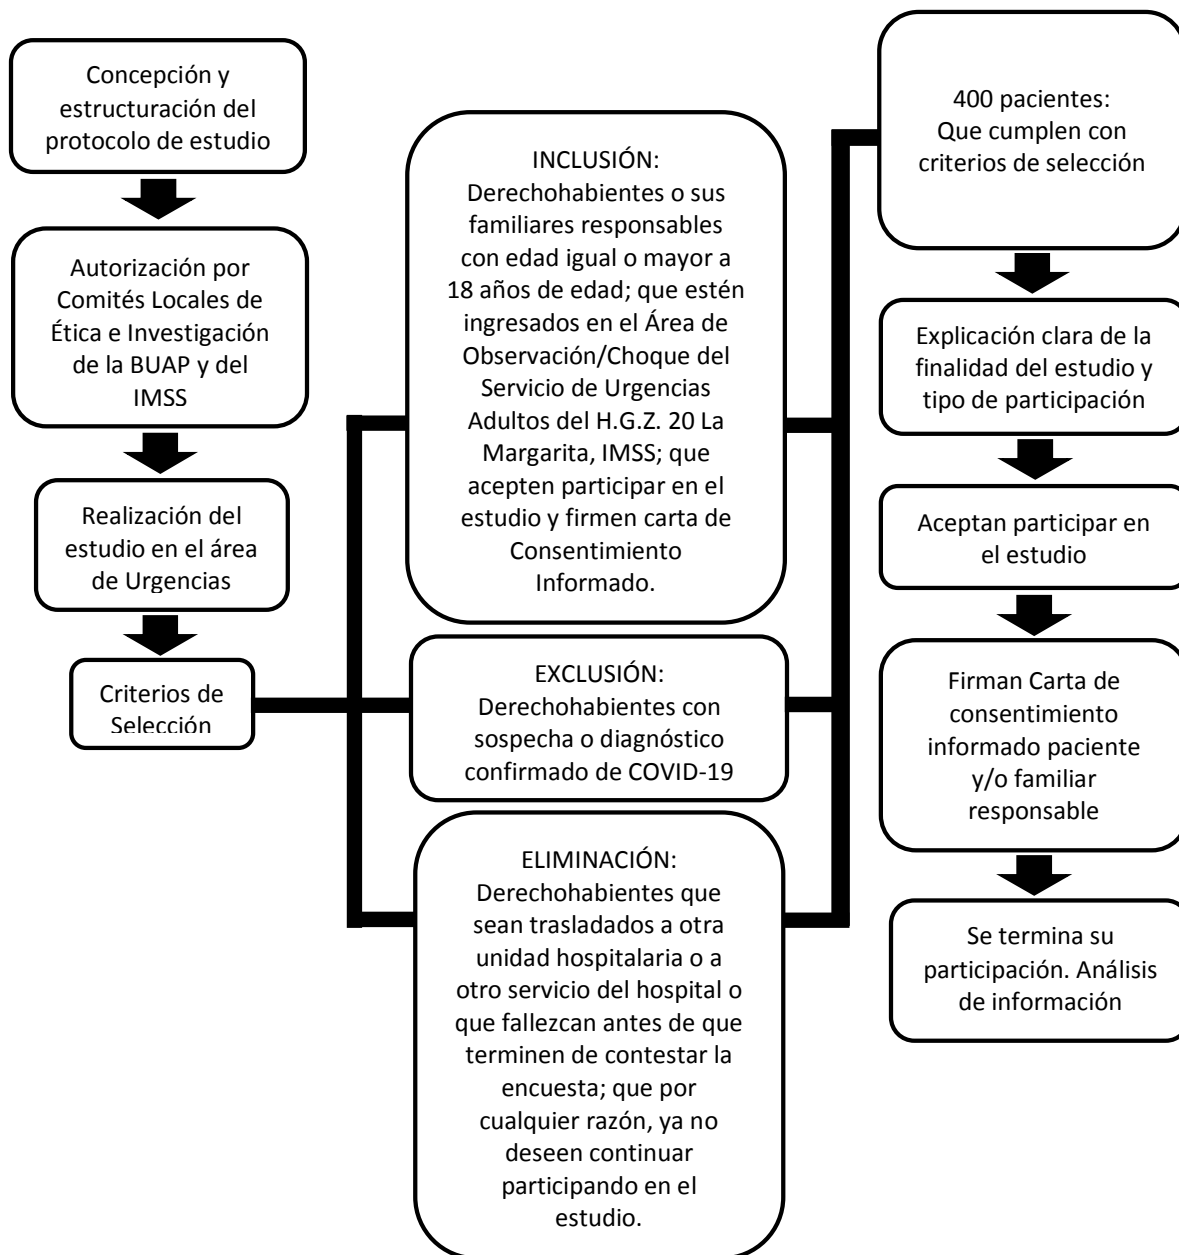 Concepción y
estructuración del
protocolo de estudio
Autorización por
Comités Locales de
Ética e Investigación
de la BUAP y del
IMSS
Realización del
estudio en el área
de Urgencias
Criterios de
Selección
INCLUSIÓN:
Derechohabientes o sus
familiares responsables
con edad igual o mayor a
18 años de edad; que estén
ingresados en el Área de
Observación/Choque del
Servicio de Urgencias
Adultos del H.G.Z. 20 La
Margarita, IMSS; que
acepten participar en el
estudio y firmen carta de
Consentimiento
Informado.
EXCLUSIÓN:
Derechohabientes con
sospecha o diagnóstico
confirmado de COVID-19
ELIMINACIÓN:
Derechohabientes que
sean trasladados a otra
unidad hospitalaria o a
otro servicio del hospital o
que fallezcan antes de que
terminen de contestar la
encuesta; que por
cualquier razón, ya no
deseen continuar
participando en el
estudio.
400 pacientes:
Que cumplen con
criterios de selección
Explicación clara de la
finalidad del estudio y
tipo de participación
Aceptan participar en
el estudio
Firman Carta de
consentimiento
informado paciente
y/o familiar
responsable
Se termina su
participación. Análisis
de información